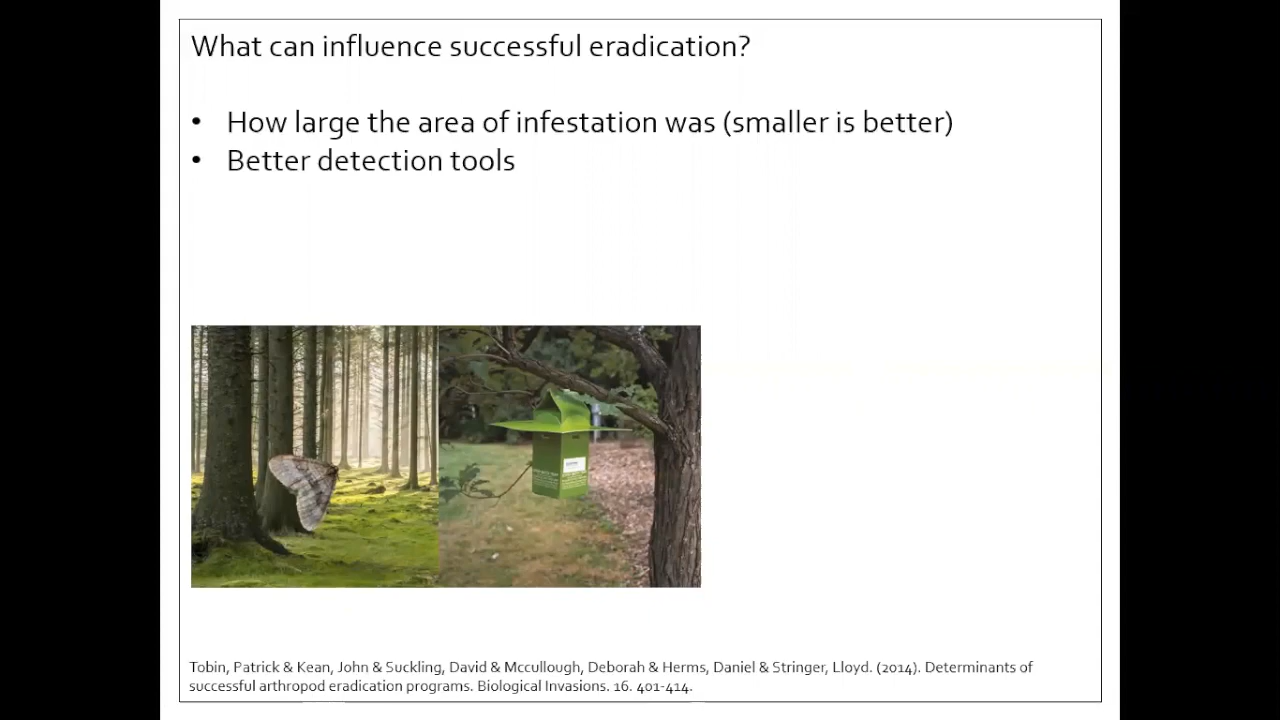 What can influence successful eradication?
• How large the area of infestation was (smaller is better)
• Better detection tools
Tobin, Patrick & Kean, John & Suckling, David & Mccullough, Deborah & Herms, Daniel & Stringer, Lloyd. (2014). Determinants of
successful arthropod eradication programs. Biological Invasions. 16. 401-414.